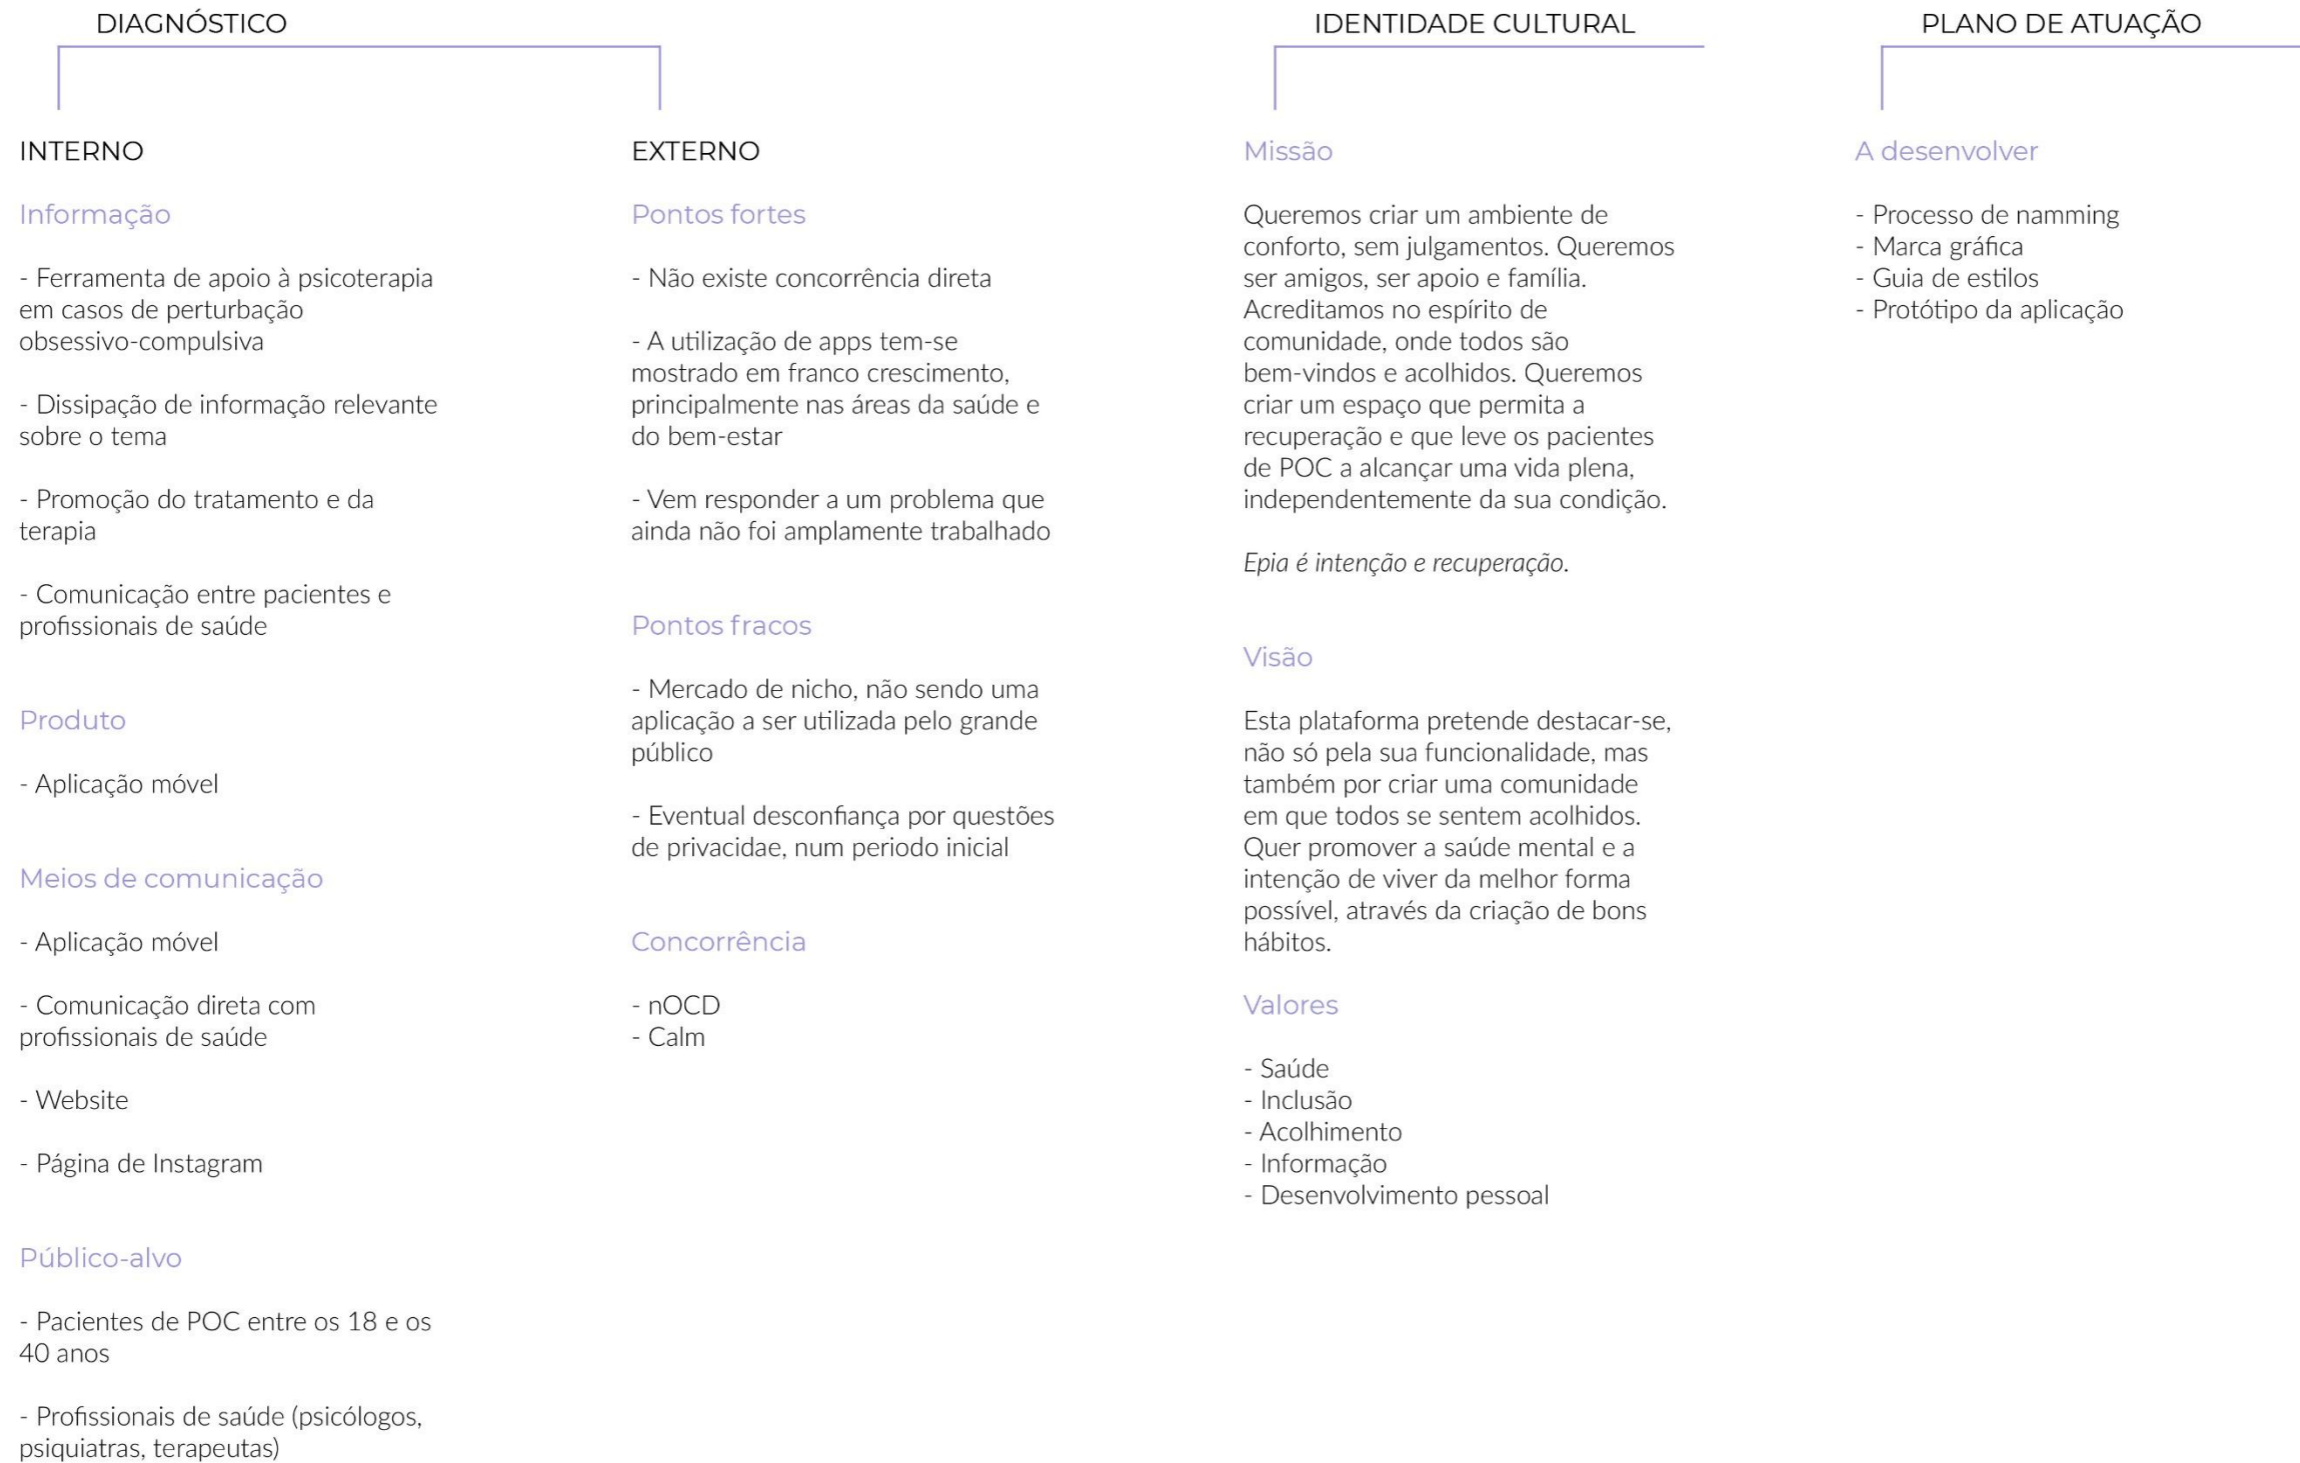 DIAGNÓSTICO
INTERNO
Informação
- Ferramenta de apoio à psicoterapia
em casos de perturbação
obsessivo-compulsiva
- Dissipação de informação relevante
sobre o tema
- Promoção do tratamento e da
terapia
- Comunicação entre pacientes e
profissionais de saúde
Produto
- Aplicação móvel
Meios de comunicação
- Aplicação móvel
- Comunicação direta com
profissionais de saúde
- Website
- Página de Instagram
Público-alvo
- Pacientes de POC entre os 18 e os
40 anos
- Profissionais de saúde (psicólogos,
psiquiatras, terapeutas)
EXTERNO
Pontos fortes
- Não existe concorrência direta
- A utilização de apps tem-se
mostrado em franco crescimento,
principalmente nas áreas da saúde e
do bem-estar
- Vem responder a um problema que
ainda não foi amplamente trabalhado
Pontos fracos
- Mercado de nicho, não sendo uma
aplicação a ser utilizada pelo grande
público
- Eventual desconfiança por questões
de privacidae, num periodo inicial
Concorrência
- nOCD
- Calm
IDENTIDADE CULTURAL
Missão
Queremos criar um ambiente de
conforto, sem julgamentos. Queremos
ser amigos, ser apoio e família.
Acreditamos no espírito de
comunidade, onde todos são
bem-vindos e acolhidos. Queremos
criar um espaço que permita a
recuperação e que leve os pacientes
de POC a alcançar uma vida plena,
independentemente da sua condição.
Epia é intenção e recuperação.
Visão
Esta plataforma pretende destacar-se,
não só pela sua funcionalidade, mas
também por criar uma comunidade
em que todos se sentem acolhidos.
Quer promover a saúde mental e a
intenção de viver da melhor forma
possível, através da criação de bons
hábitos.
Valores
- Saúde
- Inclusão
- Acolhimento
- Informação
- Desenvolvimento pessoal
PLANO DE ATUAÇÃO
A desenvolver
- Processo de namming
- Marca gráfica
- Guia de estilos
- Protótipo da aplicação